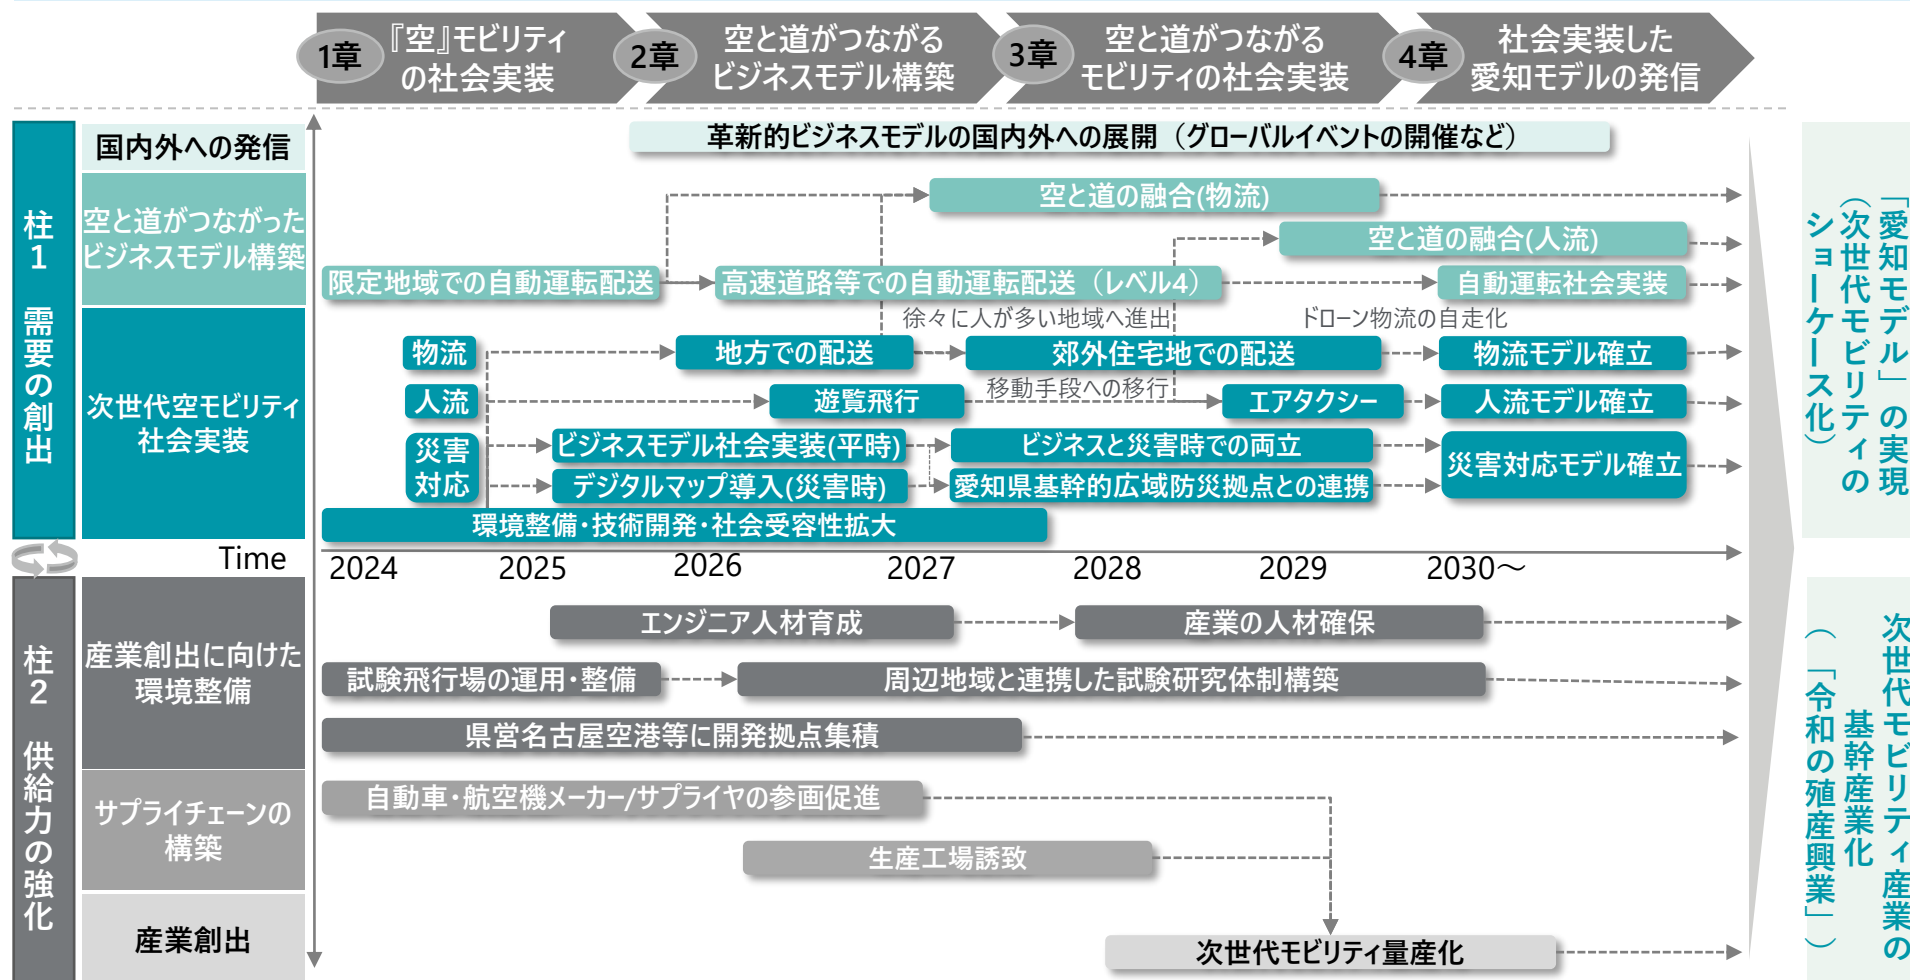 1章
『空』モビリティ
の社会実装
2章
空と道がつながる
ビジネスモデル構築
3章
空と道がつながる
モビリティの社会実装
4章
社会実装した
愛知モデルの発信
柱1 需要の創出
国内外への発信
革新的ビジネスモデルの国内外への展開（グローバルイベントの開催など）
空と道がつながった
ビジネスモデル構築
空と道の融合(物流)
空と道の融合(人流)
限定地域での自動運転配送
高速道路等での自動運転配送（レベル4）
自動運転社会実装
徐々に人が多い地域へ進出
ドローン物流の自走化
次世代空モビリティ
社会実装
物流
地方での配送
郊外住宅地での配送
物流モデル確立
人流
遊覧飛行
移動手段への移行
エアタクシー
人流モデル確立
災害
対応
ビジネスモデル社会実装(平時)
ビジネスと災害時での両立
デジタルマップ導入(災害時)
愛知県基幹的広域防災拠点との連携
災害対応モデル確立
環境整備・技術開発・社会受容性拡大
Time
2024
2025
2026
2027
2028
2029
2030～
柱2 供給力の強化
産業創出に向けた
環境整備
エンジニア人材育成
産業の人材確保
試験飛行場の運用・整備
周辺地域と連携した試験研究体制構築
県営名古屋空港等に開発拠点集積
サプライチェーンの
構築
自動車・航空機メーカー/サプライヤの参画促進
生産工場誘致
産業創出
次世代モビリティ量産化
「愛知モデル」の実現
（次世代モビリティの
ショーケース化）
次世代モビリティ産業の
基幹産業化
（「令和の殖産興業」）